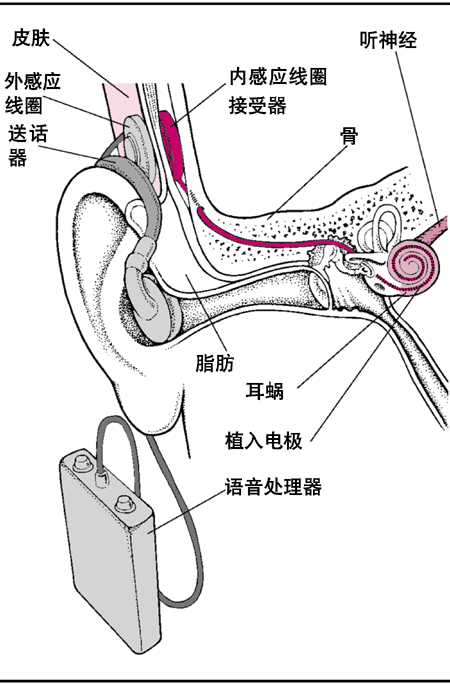 皮肤
听神经
外感应
线圈
内感应线圈
接受器
送话
器
骨
脂肪
耳蜗
植入电极
语音处理器